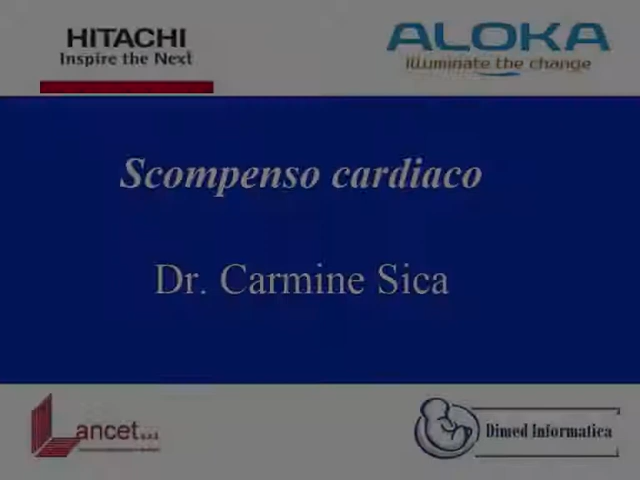 HITACHI
Inspire the Next
ALOKA
illuminate the change
Scompenso cardiaco
Dr. Carmine Sica
Lancet s.r.l.
Dimed Informatica